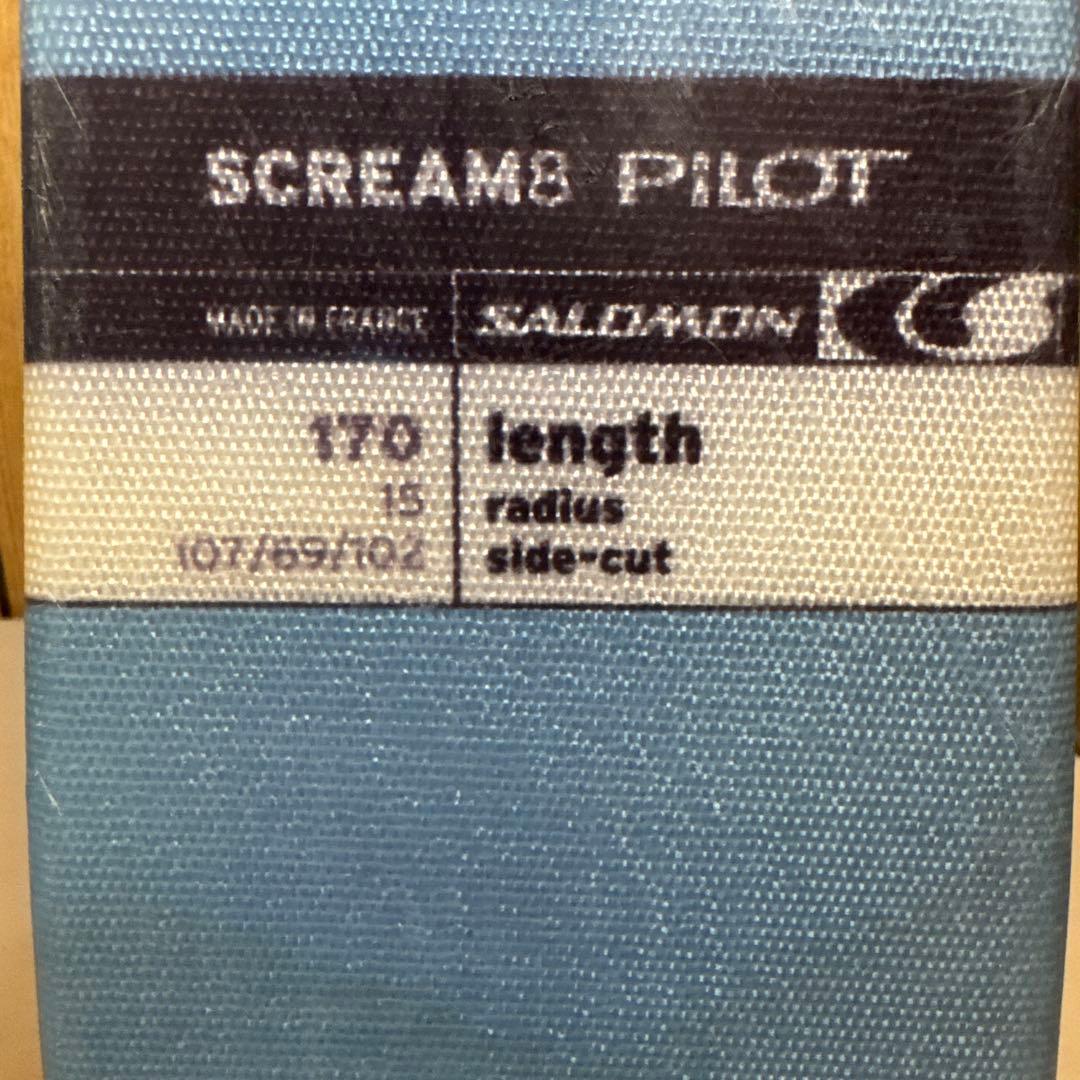 SCREAM8 PILOT
MADE IN FRANCE SALOMON
170 length
15 radius
107/69/102 side-cut